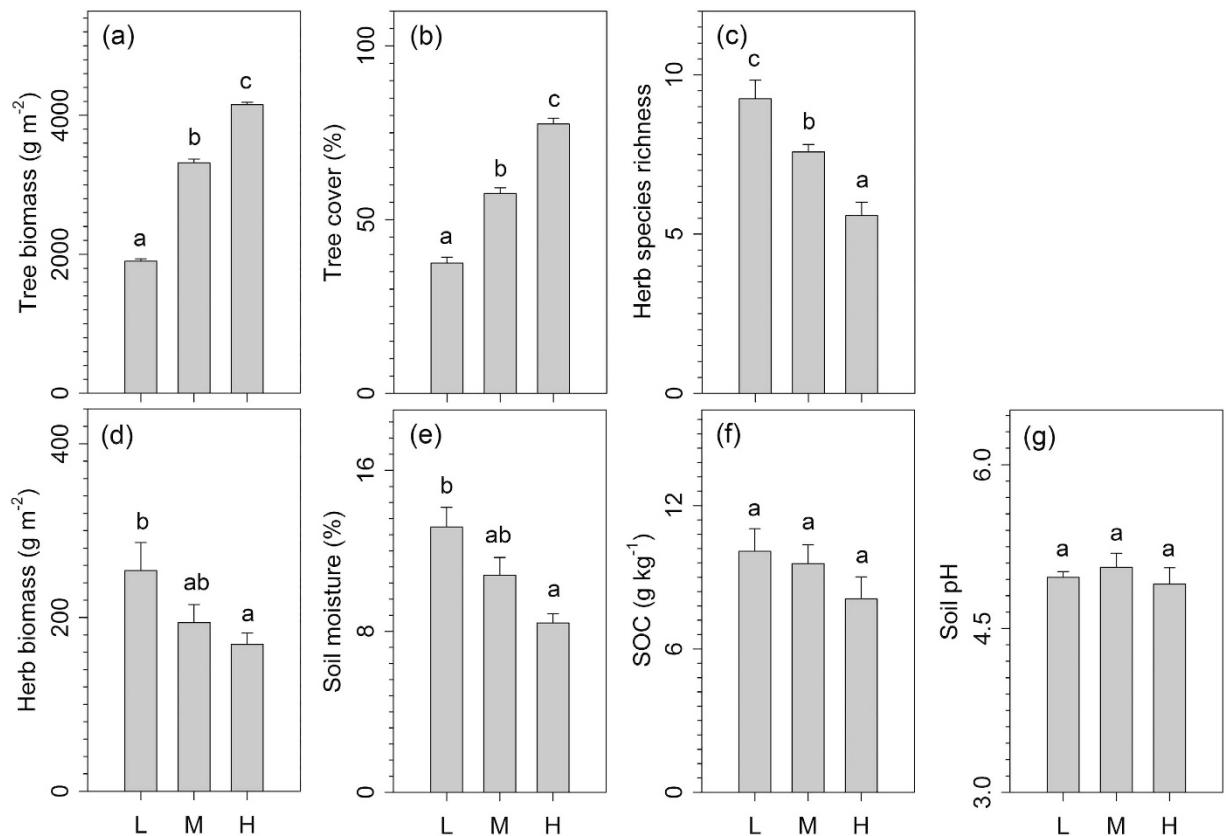 (a)
Tree biomass (g m⁻²)
0
2000
4000
a
b
c
(b)
Tree cover (%)
0
50
100
a
b
c
(c)
Herb species richness
0
5
10
c
b
a
(d)
Herb biomass (g m⁻²)
0
200
400
b
ab
a
L M H
(e)
Soil moisture (%)
0
8
16
b
ab
a
L M H
(f)
SOC (g kg⁻¹)
0
6
12
a
a
a
L M H
(g)
Soil pH
3.0
4.5
6.0
a
a
a
L M H